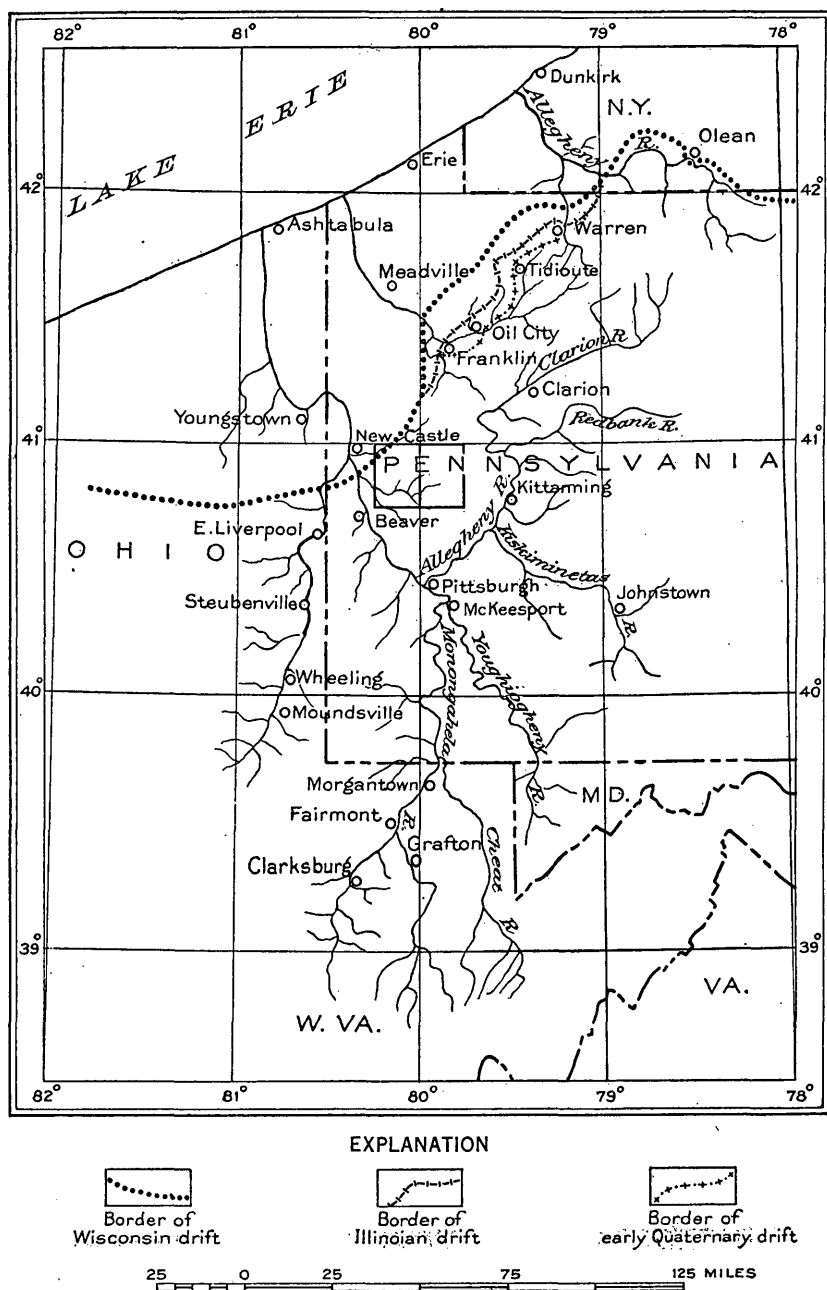 82°
81°
80°
79°
78°
LAKE ERIE
Dunkirk
Allegheny R.
N.Y.
Olean
Erie
42°
42°
Ashtabula
Warren
Meadville
Tidioute
Oil City
Franklin
Clarion R.
Clarion
Youngstown
Redbank R.
41°
New Castle
41°
PENNSYLVANIA
Kittanning
Beaver
E. Liverpool
Allegheny R.
OHIO
Kiskiminetas R.
Pittsburgh
Johnstown
Steubenville
McKeesport
Monongahela R.
Youghiogheny R.
Wheeling
40°
40°
Moundsville
Morgantown
MD.
Fairmont
Grafton
Cheat R.
Clarksburg
39°
39°
VA.
W. VA.
82°
81°
80°
79°
78°
EXPLANATION
Border of
Wisconsin drift
Border of
Illinoian drift
Border of
early Quaternary drift
25 0 25 75 125 MILES